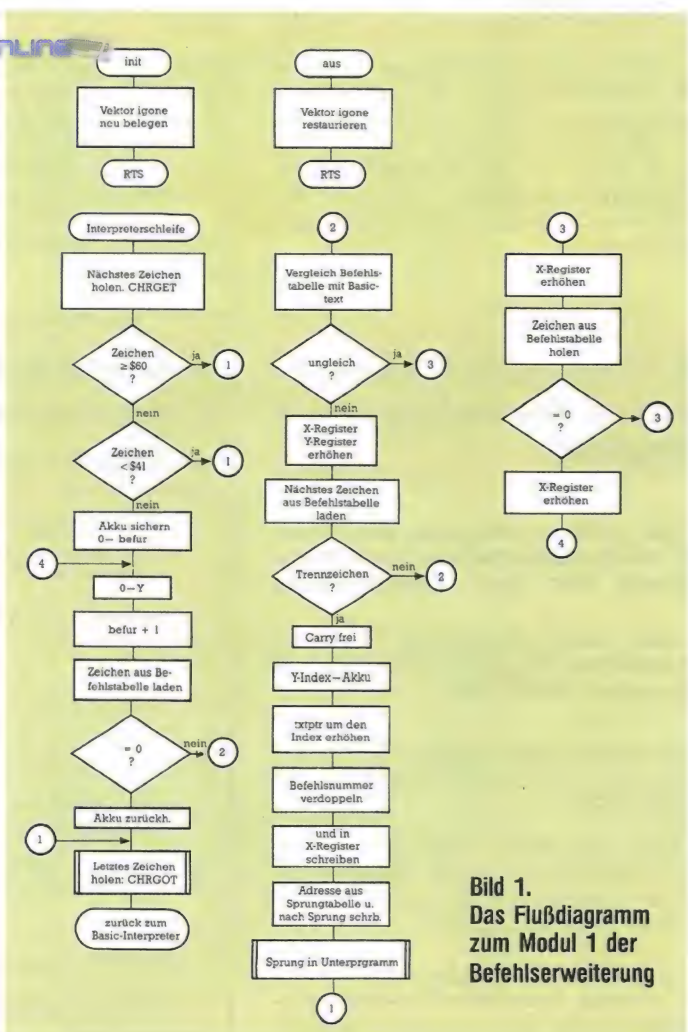 NLINE
init
Vektor igone
neu belegen
RTS
aus
Vektor igone
restaurieren
RTS
Interpreterschleife
Nächstes Zeichen
holen. CHRGET
Zeichen
≥$60
?
ja
1
nein
Zeichen
<$41
?
ja
1
nein
Akku sichern
0– befur
4
0–Y
befur + 1
Zeichen aus Be-
fehlstabelle laden
= 0
?
nein
2
Akku zurückh.
1
Letztes Zeichen
holen: CHRGOT
zurück zum
Basic-Interpreter
2
Vergleich Befehls-
tabelle mit Basic-
text
ungleich
?
ja
3
nein
X-Register
Y-Register
erhöhen
Nächstes Zeichen
aus Befehlstabelle
laden
Trennzeichen
?
nein
2
ja
Carry frei
Y-Index–Akku
txtptr um den
Index erhöhen
Befehlsnummer
verdoppeln
und in
X-Register
schreiben
Adresse aus
Sprungtabelle u.
nach Sprung schrb.
Sprung in Unterprgramm
1
3
X-Register
erhöhen
Zeichen aus
Befehlstabelle
holen
= 0
?
3
X-Register
erhöhen
4
Bild 1.
Das Flußdiagramm
zum Modul 1 der
Befehlserweiterung